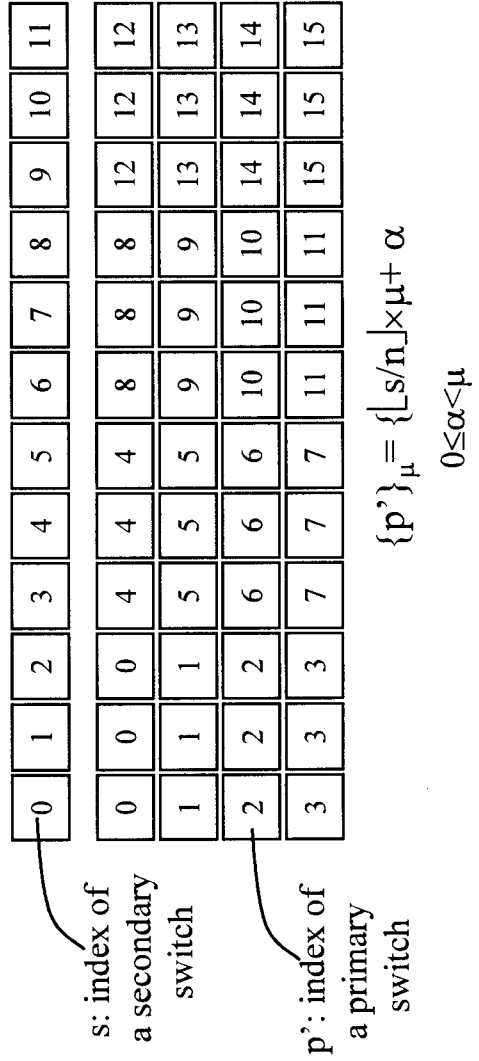 0 1 2 3 4 5 6 7 8 9 10 11
0 0 0 4 4 4 8 8 8 12 12 12
1 1 1 5 5 5 9 9 9 13 13 13
2 2 2 6 6 6 10 10 10 14 14 14
3 3 3 7 7 7 11 11 11 15 15 15
s: index of
a secondary
switch
p’: index of
a primary
switch
{p’}μ= {⌊s/n⌋×μ+ α
0≤α<μ